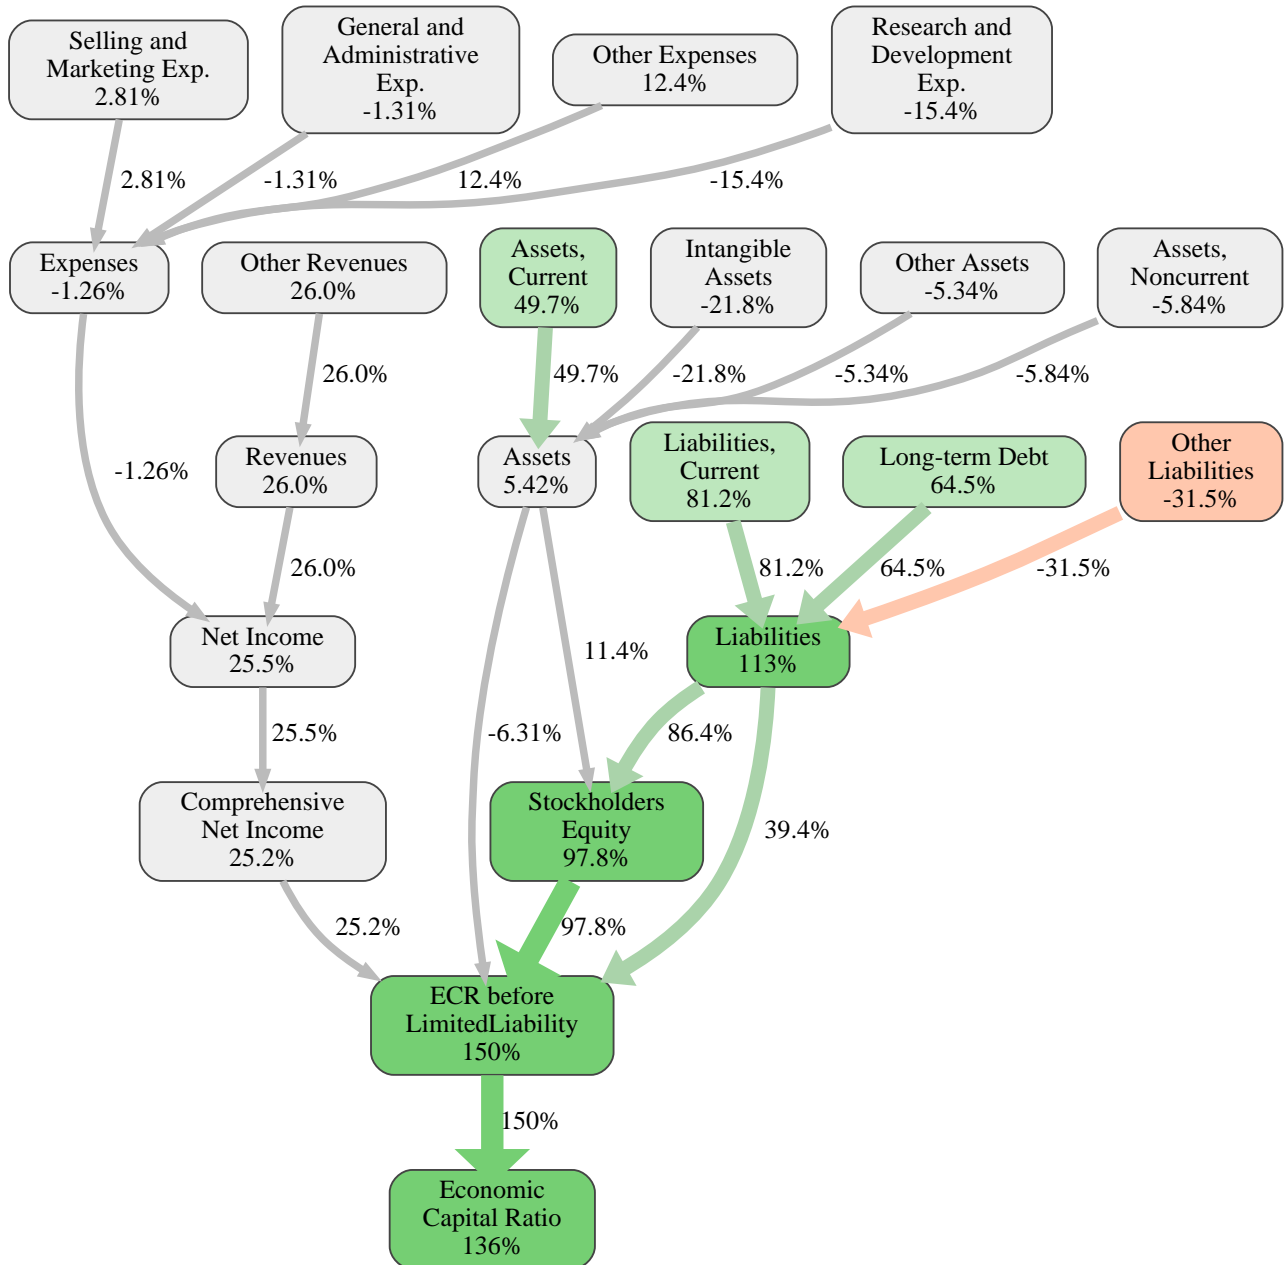 Selling and
Marketing Exp.
2.81%
General and
Administrative
Exp.
-1.31%
Other Expenses
12.4%
Research and
Development
Exp.
-15.4%
2.81%
-1.31%
12.4%
-15.4%
Expenses
-1.26%
Other Revenues
26.0%
Assets,
Current
49.7%
Intangible
Assets
-21.8%
Other Assets
-5.34%
Assets,
Noncurrent
-5.84%
26.0%
49.7%
-21.8%
-5.34%
-5.84%
-1.26%
Revenues
26.0%
Assets
5.42%
Liabilities,
Current
81.2%
Long-term Debt
64.5%
Other
Liabilities
-31.5%
26.0%
81.2%
64.5%
-31.5%
Net Income
25.5%
11.4%
Liabilities
113%
25.5%
-6.31%
86.4%
Comprehensive
Net Income
25.2%
Stockholders
Equity
97.8%
39.4%
25.2%
97.8%
ECR before
LimitedLiability
150%
150%
Economic
Capital Ratio
136%